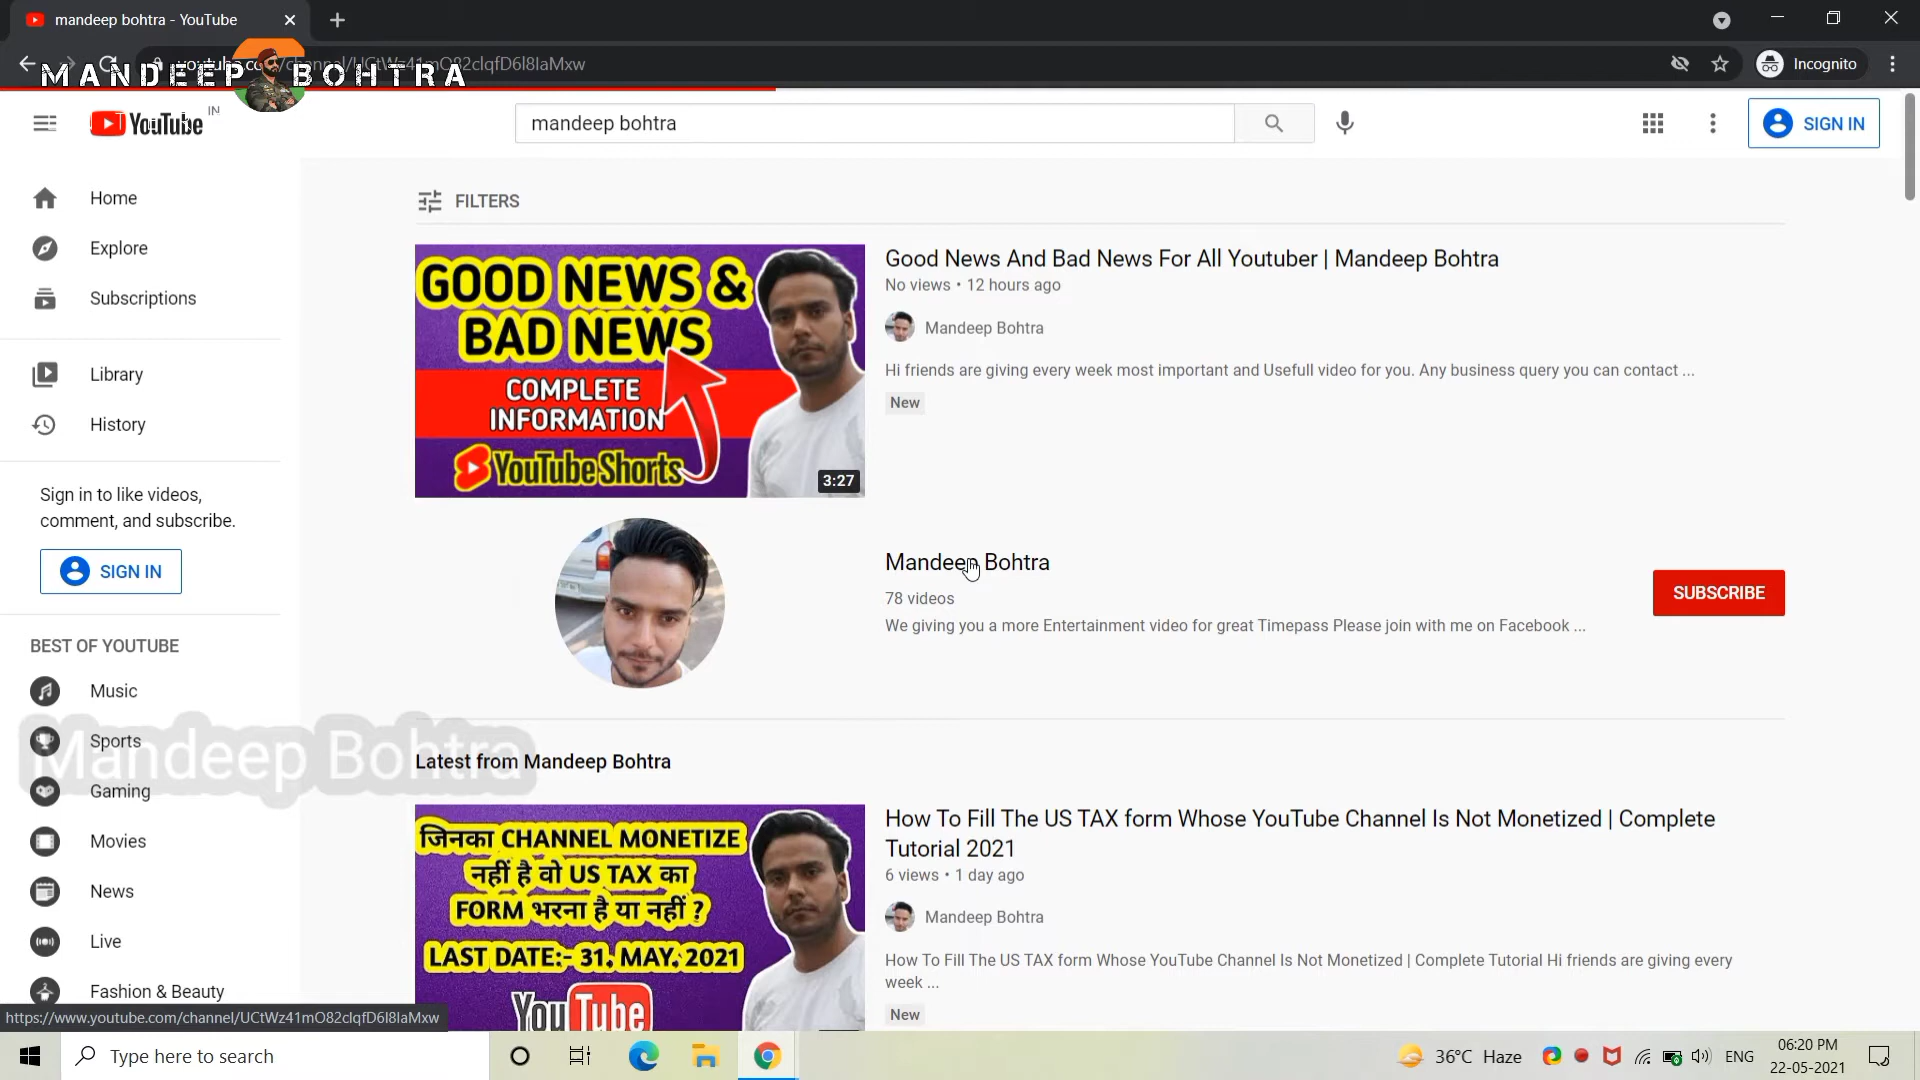 mandeep bohtra - YouTube
MANDEEP BOHTRA
/channel/UCtWz41mO82clqfD6l8IaMxw
Incognito
YouTube IN
mandeep bohtra
SIGN IN
Home
Explore
Subscriptions
Library
History
Sign in to like videos,
comment, and subscribe.
SIGN IN
BEST OF YOUTUBE
Music
Sports
Mandeep Bohtra
Gaming
Movies
News
Live
Fashion & Beauty
FILTERS
GOOD NEWS &
BAD NEWS
COMPLETE
INFORMATION
YouTube Shorts
3:27
Good News And Bad News For All Youtuber | Mandeep Bohtra
No views • 12 hours ago
Mandeep Bohtra
Hi friends are giving every week most important and Usefull video for you. Any business query you can contact ...
New
Mandeep Bohtra
78 videos
We giving you a more Entertainment video for great Timepass Please join with me on Facebook ...
SUBSCRIBE
Latest from Mandeep Bohtra
जिनका CHANNEL MONETIZE
नहीं है वो US TAX का
FORM भरना है या नहीं ?
LAST DATE:- 31, MAY, 2021
YouTube
How To Fill The US TAX form Whose YouTube Channel Is Not Monetized | Complete
Tutorial 2021
6 views • 1 day ago
Mandeep Bohtra
How To Fill The US TAX form Whose YouTube Channel Is Not Monetized | Complete Tutorial Hi friends are giving every
week ...
New
https://www.youtube.com/channel/UCtWz41mO82clqfD6l8IaMxw
Type here to search
36°C Haze
ENG
06:20 PM
22-05-2021